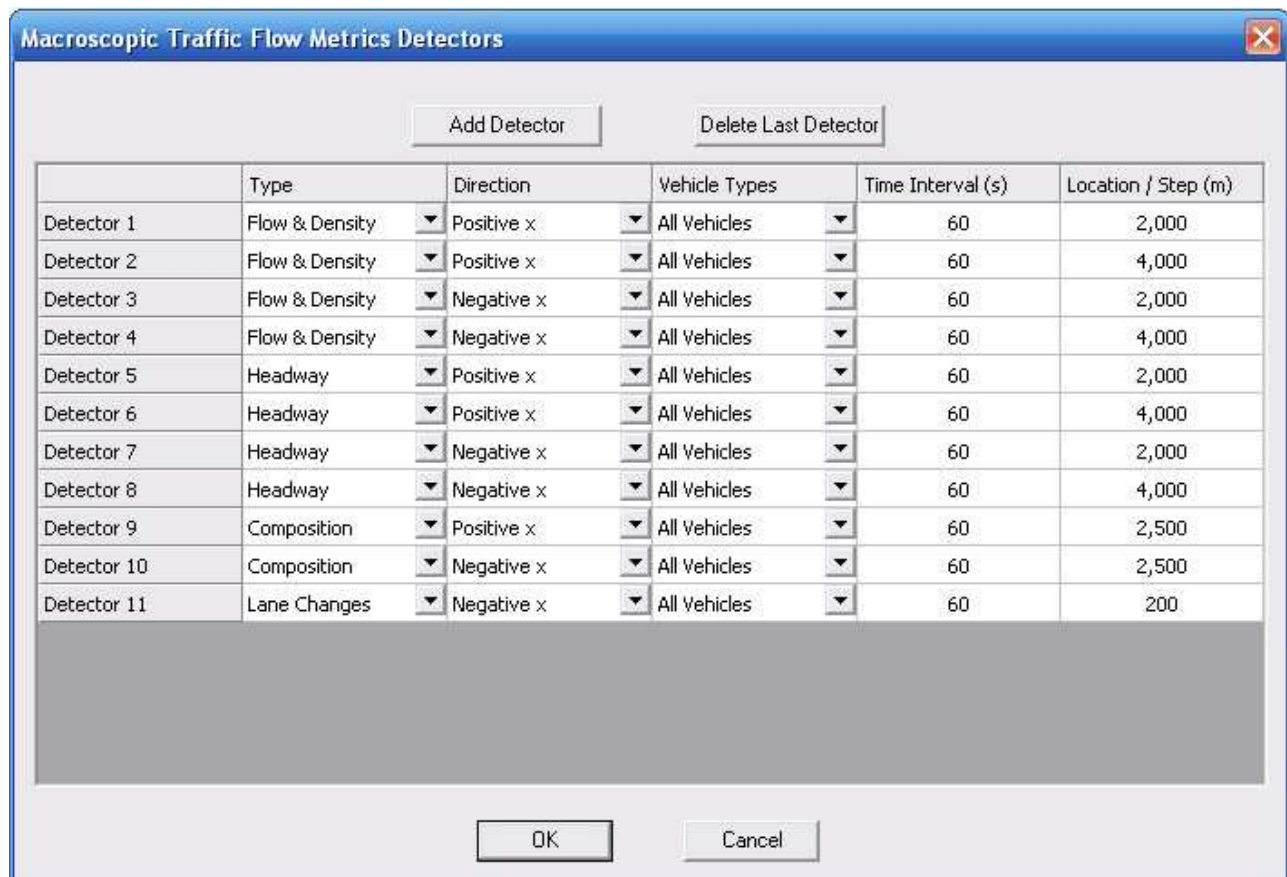 Macroscopic Traffic Flow Metrics Detectors
Add Detector Delete Last Detector
Type Direction Vehicle Types Time Interval (s) Location / Step (m)
Detector 1 Flow & Density Positive x All Vehicles 60 2,000
Detector 2 Flow & Density Positive x All Vehicles 60 4,000
Detector 3 Flow & Density Negative x All Vehicles 60 2,000
Detector 4 Flow & Density Negative x All Vehicles 60 4,000
Detector 5 Headway Positive x All Vehicles 60 2,000
Detector 6 Headway Positive x All Vehicles 60 4,000
Detector 7 Headway Negative x All Vehicles 60 2,000
Detector 8 Headway Negative x All Vehicles 60 4,000
Detector 9 Composition Positive x All Vehicles 60 2,500
Detector 10 Composition Negative x All Vehicles 60 2,500
Detector 11 Lane Changes Negative x All Vehicles 60 200
OK Cancel